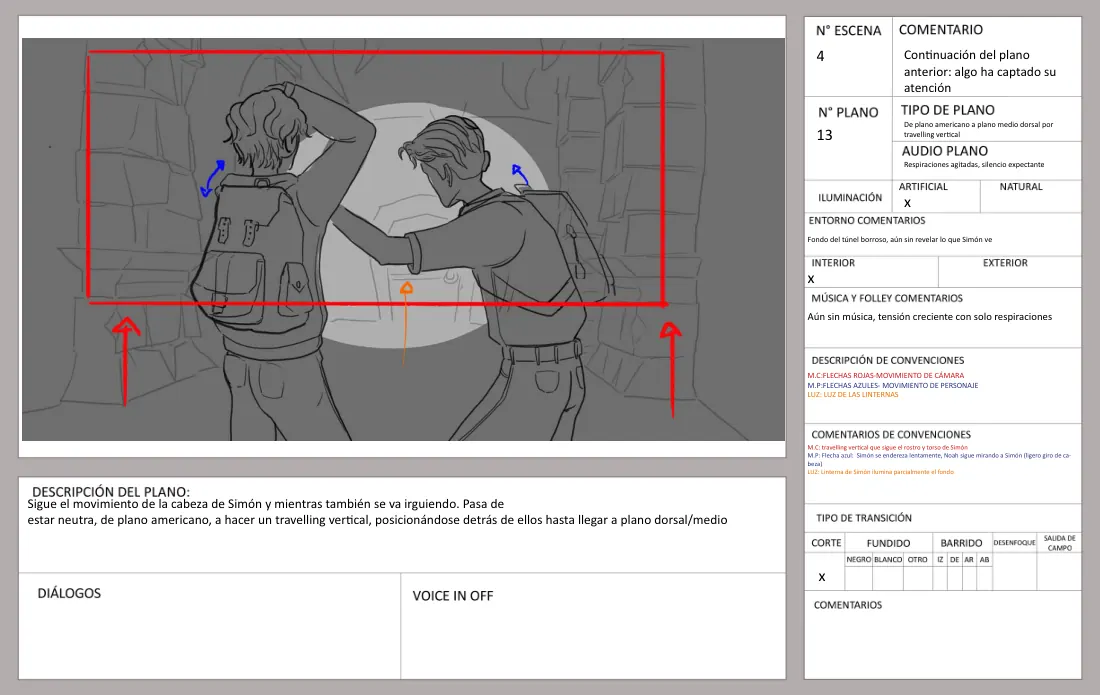 N° ESCENA
4
COMENTARIO
Continuación del plano
anterior: algo ha captado su
atención
N° PLANO
13
TIPO DE PLANO
De plano americano a plano medio dorsal por
travelling vertical
AUDIO PLANO
Respiraciones agitadas, silencio expectante
ILUMINACIÓN
ARTIFICIAL
X
NATURAL
ENTORNO COMENTARIOS
Fondo del túnel borroso, aún sin revelar lo que Simón ve
INTERIOR
X
EXTERIOR
MÚSICA Y FOLLEY COMENTARIOS
Aún sin música, tensión creciente con solo respiraciones
DESCRIPCIÓN DE CONVENCIONES
M.C:FLECHAS ROJAS-MOVIMIENTO DE CÁMARA
M.P:FLECHAS AZULES- MOVIMIENTO DE PERSONAJE
LUZ: LUZ DE LAS LINTERNAS
COMENTARIOS DE CONVENCIONES
M.C: travelling vertical que sigue el rostro y torso de Simón
M.P: Flecha azul: Simón se endereza lentamente, Noah sigue mirando a Simón (ligero giro de ca-
beza)
LUZ: Linterna de Simón ilumina parcialmente el fondo
TIPO DE TRANSICIÓN
CORTE
FUNDIDO
BARRIDO
DESENFOQUE
SALIDA DE
CAMPO
NEGRO BLANCO OTRO IZ DE AR AB
X
COMENTARIOS
DESCRIPCIÓN DEL PLANO:
Sigue el movimiento de la cabeza de Simón y mientras también se va irguiendo. Pasa de
estar neutra, de plano americano, a hacer un travelling vertical, posicionándose detrás de ellos hasta llegar a plano dorsal/medio
DIÁLOGOS
VOICE IN OFF